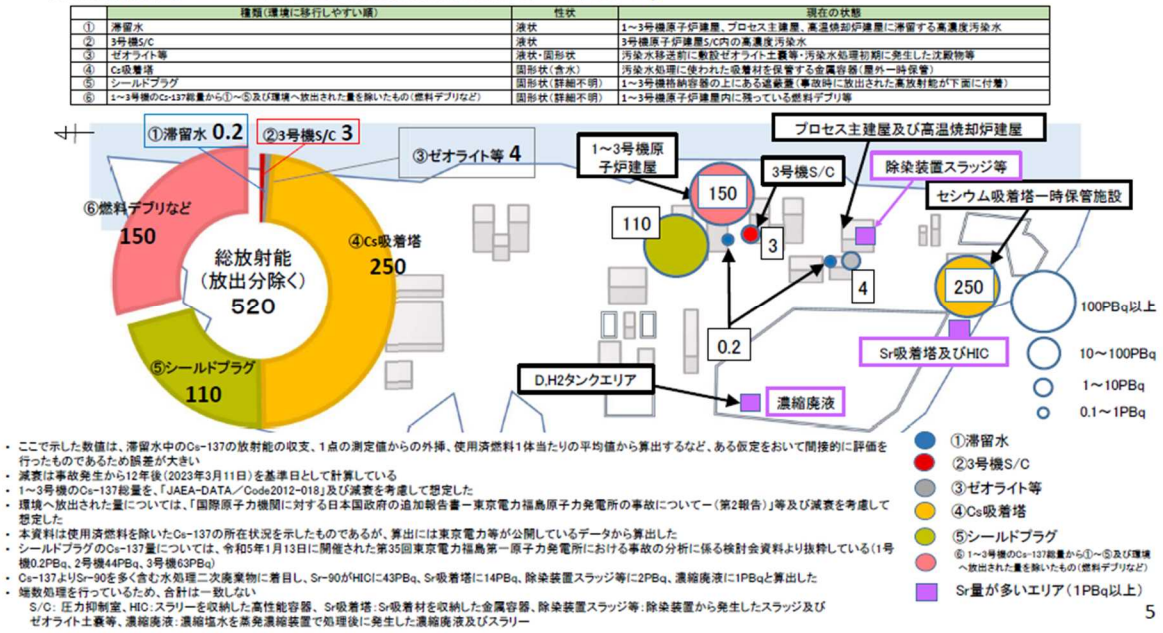 種類(環境に移行しやすい順) 性状 現在の状態
① 滞留水 液状 1～3号機原子炉建屋、プロセス主建屋、高温焼却炉建屋に滞留する高濃度汚染水
② 3号機S/C 液状 3号機原子炉建屋S/C内の高濃度汚染水
③ ゼオライト等 液状・固形状 汚染水移送前に敷設ゼオライト土嚢等・汚染水処理初期に発生した沈殿物等
④ Cs吸着塔 固形状(含水) 汚染水処理に使われた吸着材を保管する金属容器(屋外一時保管)
⑤ シールドプラグ 固形状(詳細不明) 1～3号機格納容器の上にある遮蔽蓋(事故時に放出された高放射能が下面に付着)
⑥ 1～3号機のCs-137総量から①～⑤及び環境へ放出された量を除いたもの(燃料デブリなど) 固形状(詳細不明) 1～3号機原子炉建屋内に残っている燃料デブリ等
①滞留水 0.2
②3号機S/C 3
③ゼオライト等 4
⑥燃料デブリなど
150
④Cs吸着塔
250
総放射能
(放出分除く)
520
⑤シールドプラグ
110
1～3号機原
子炉建屋
プロセス主建屋及び高温焼却炉建屋
3号機S/C
除染装置スラッジ等
セシウム吸着塔一時保管施設
150
110
3
4
250
0.2
Sr吸着塔及びHIC
D,H2タンクエリア
濃縮廃液
100PBq以上
10～100PBq
1～10PBq
0.1～1PBq
①滞留水
②3号機S/C
③ゼオライト等
④Cs吸着塔
⑤シールドプラグ
⑥ 1～3号機のCs-137総量から①～⑤及び環境
へ放出された量を除いたもの(燃料デブリなど)
Sr量が多いエリア(1PBq以上)
・ ここで示した数値は、滞留水中のCs-137の放射能の収支、1点の測定値からの外挿、使用済燃料1体当たりの平均値から算出するなど、ある仮定をおいて間接的に評価を
行ったものであるため誤差が大きい
・ 減衰は事故発生から12年後(2023年3月11日)を基準日として計算している
・ 1～3号機のCs-137総量を、「JAEA-DATA／Code2012-018」及び減衰を考慮して想定した
・ 環境へ放出された量については、「国際原子力機関に対する日本国政府の追加報告書ー東京電力福島原子力発電所の事故についてー(第2報告)」等及び減衰を考慮して
想定した
・ 本資料は使用済燃料を除いたCs-137の所在状況を示したものであるが、算出には東京電力等が公開しているデータから算出した
・ シールドプラグのCs-137量については、令和5年1月13日に開催された第35回東京電力福島第一原子力発電所における事故の分析に係る検討会資料より抜粋している(1号
機0.2PBq、2号機44PBq、3号機63PBq)
・ Cs-137よりSr-90を多く含む水処理二次廃棄物に着目し、Sr-90がHICに43PBq、Sr吸着塔に14PBq、除染装置スラッジ等に2PBq、濃縮廃液に1PBqと算出した
・ 端数処理を行っているため、合計は一致しない
S/C: 圧力抑制室、HIC:スラリーを収納した高性能容器、Sr吸着塔:Sr吸着材を収納した金属容器、除染装置スラッジ等:除染装置から発生したスラッジ及び
ゼオライト土嚢等、濃縮廃液:濃縮塩水を蒸発濃縮装置で処理後に発生した濃縮廃液及びスラリー
5